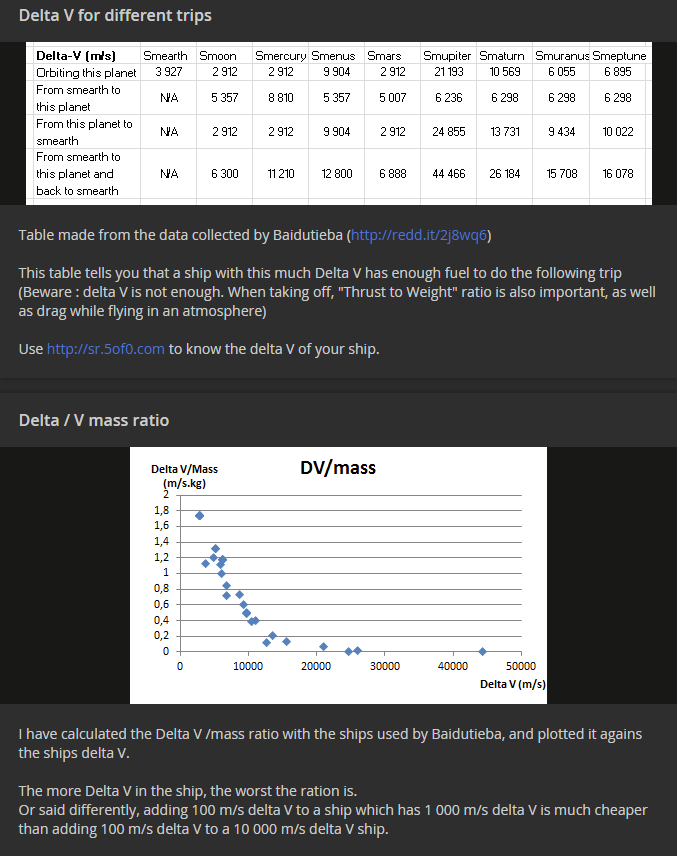 Delta V for different trips
Delta-V (m/s) Smearth Smoon Smercury Smenus Smars Smupiter Smaturn Smuranus Smeptune
Orbiting this planet 3 927 2 912 2 912 9 904 2 912 21 193 10 569 6 055 6 895
From smearth to
this planet N/A 5 357 8 810 5 357 5 007 6 236 6 298 6 298 6 298
From this planet to
smearth N/A 2 912 2 912 9 904 2 912 24 855 13 731 9 434 10 022
From smearth to
this planet and N/A 6 300 11 210 12 800 6 888 44 466 26 184 15 708 16 078
back to smearth
Table made from the data collected by Baidutieba (http://redd.it/2j8wq6)
This table tells you that a ship with this much Delta V has enough fuel to do the following trip
(Beware : delta V is not enough. When taking off, "Thrust to Weight" ratio is also important, as well
as drag while flying in an atmosphere)
Use http://sr.5of0.com to know the delta V of your ship.
Delta / V mass ratio
DV/mass
Delta V/Mass
(m/s.kg)
2
1,8
1,6
1,4
1,2
1
0,8
0,6
0,4
0,2
0
0 10000 20000 30000 40000 50000
Delta V (m/s)
I have calculated the Delta V /mass ratio with the ships used by Baidutieba, and plotted it agains
the ships delta V.
The more Delta V in the ship, the worst the ration is.
Or said differently, adding 100 m/s delta V to a ship which has 1 000 m/s delta V is much cheaper
than adding 100 m/s delta V to a 10 000 m/s delta V ship.